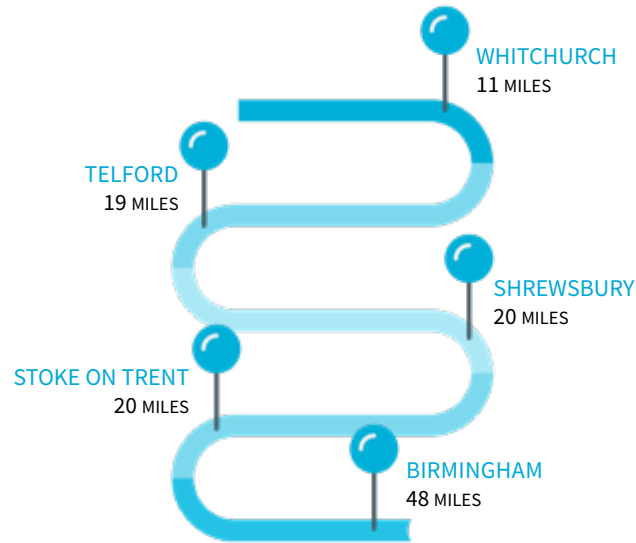 WHITCHURCH
11 MILES
TELFORD
19 MILES
SHREWSBURY
20 MILES
STOKE ON TRENT
20 MILES
BIRMINGHAM
48 MILES